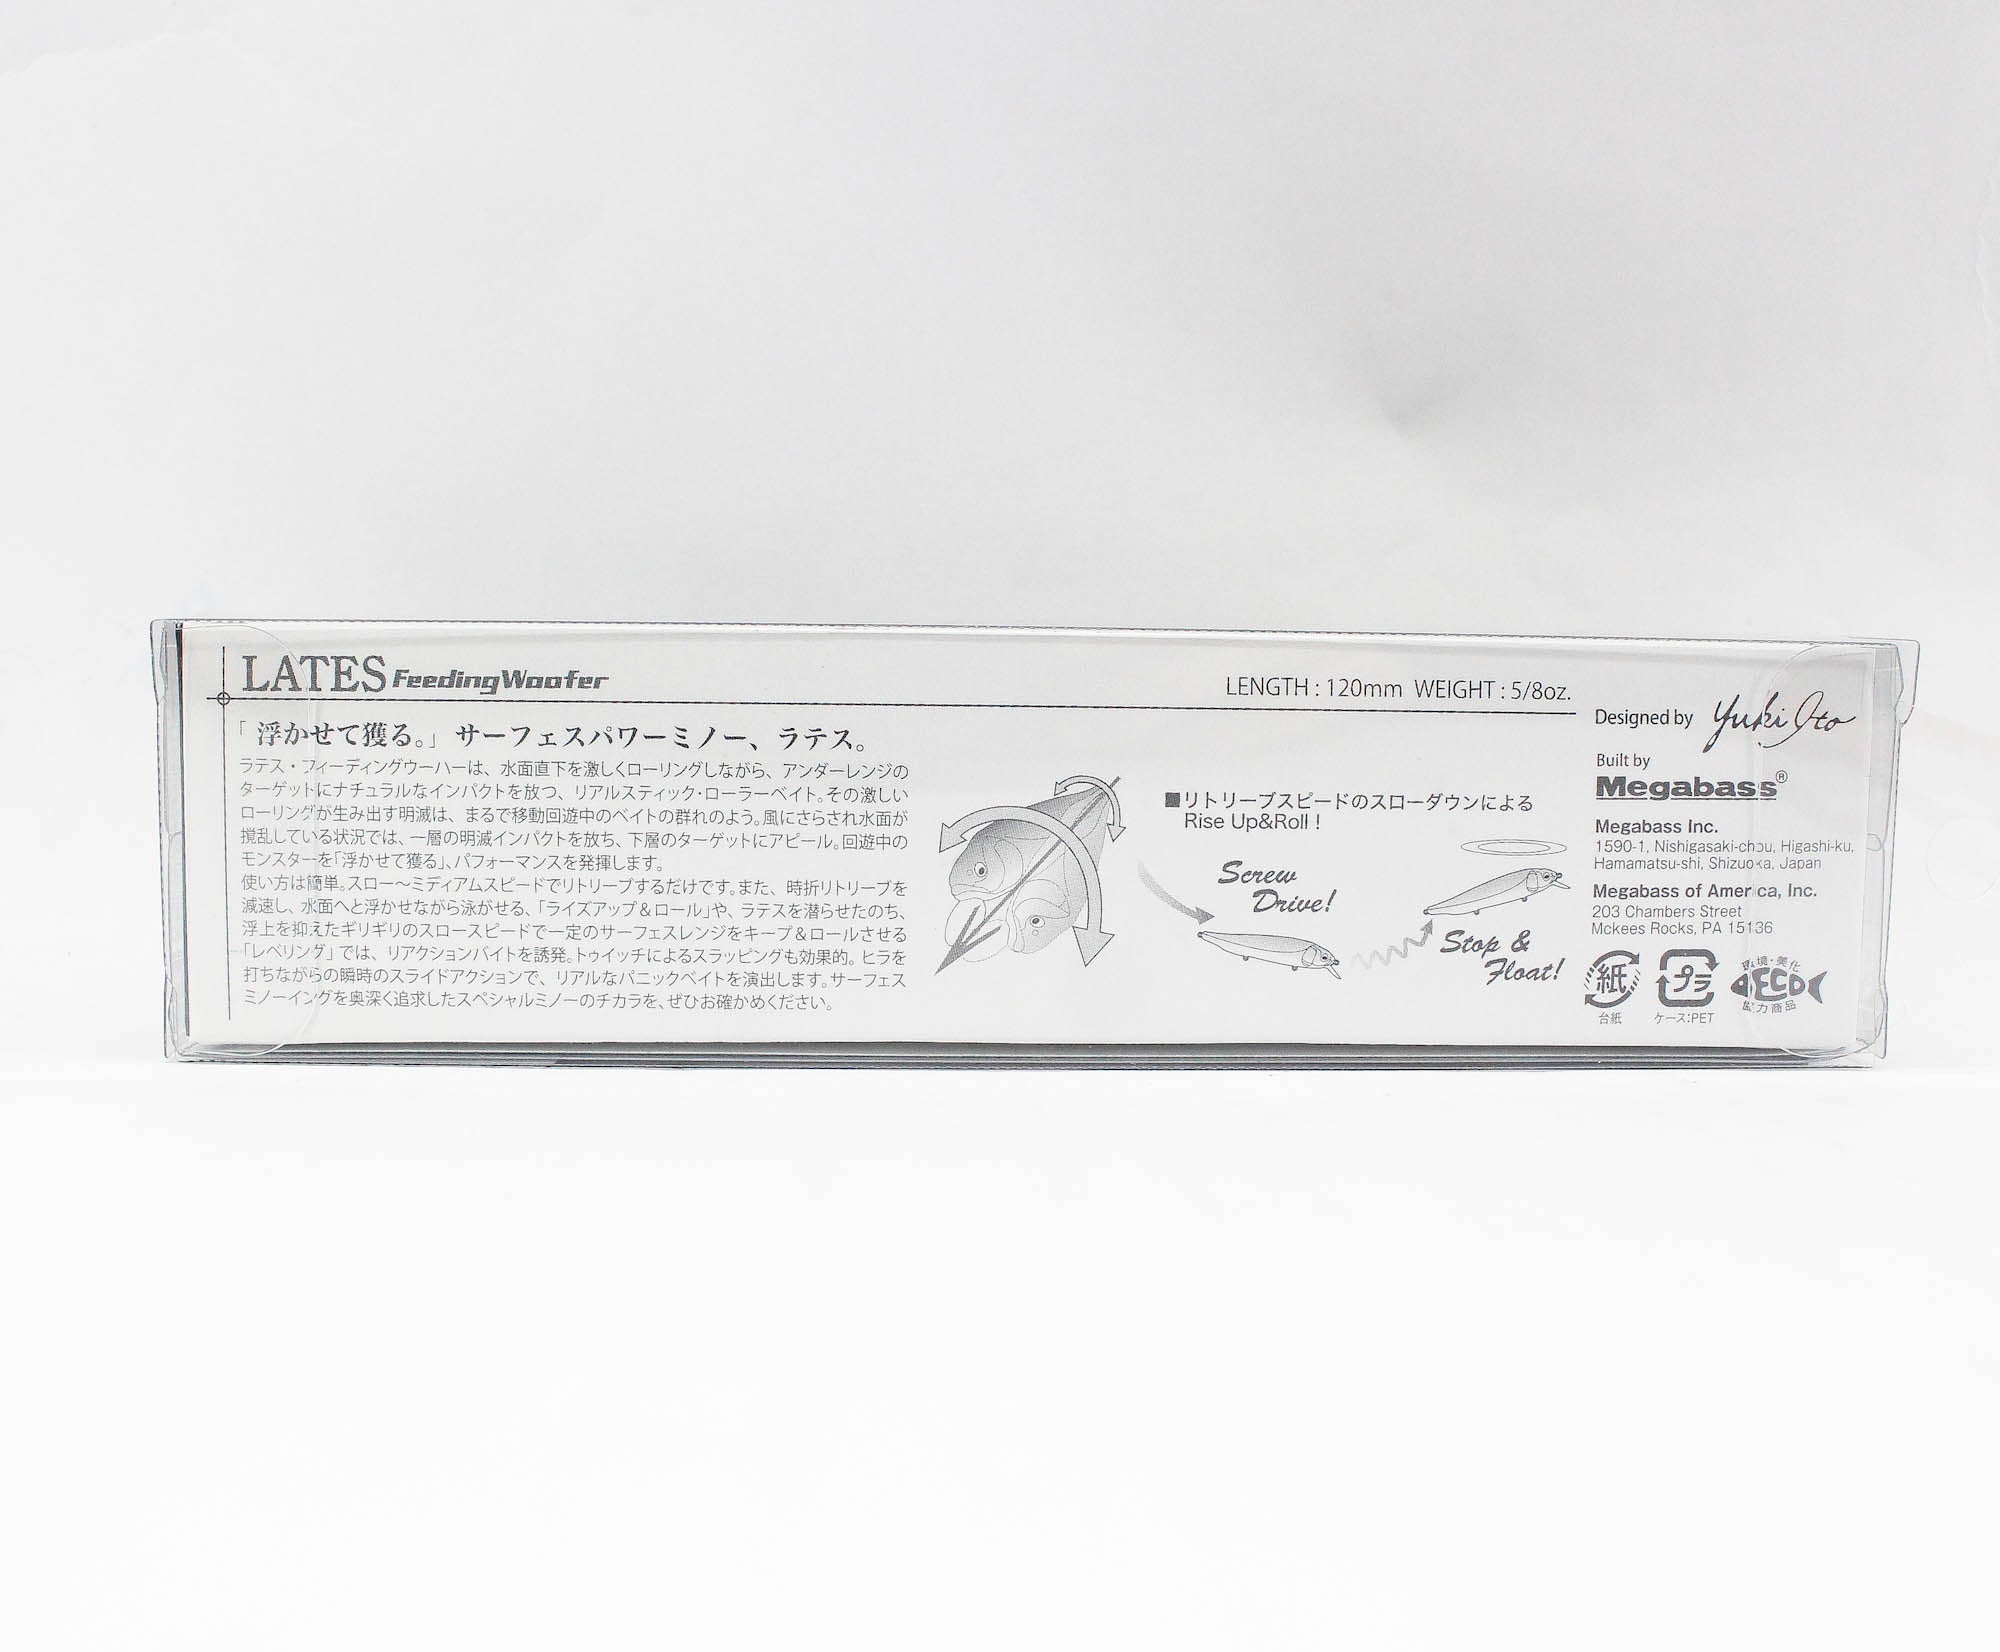 LATES FeedingWoofer
LENGTH : 120mm WEIGHT : 5/8oz.
「浮かせて獲る。」サーフェスパワーミノー、ラテス。
ラテス・フィーディングウーハーは、水面直下を激しくローリングしながら、アンダーレンジの
ターゲットにナチュラルなインパクトを放つ、リアルスティック・ローラーベイト。その激しい
ローリングが生み出す明滅は、まるで移動回遊中のベイトの群れのよう。風にさらされ水面が
撹乱している状況では、一層の明滅インパクトを放ち、下層のターゲットにアピール。回遊中の
モンスターを「浮かせて獲る」、パフォーマンスを発揮します。
使い方は簡単。スロー〜ミディアムスピードでリトリーブするだけです。また、時折リトリーブを
減速し、水面へと浮かせながら泳がせる、「ライズアップ&ロール」や、ラテスを潜らせたのち、
浮上を抑えたギリギリのスロースピードで一定のサーフェスレンジをキープ&ロールさせる
「レベリング」では、リアクションバイトを誘発。トゥイッチによるスラッピングも効果的。ヒラを
打ちながらの瞬時のスライドアクションで、リアルなパニックベイトを演出します。サーフェス
ミノーイングを奥深く追求したスペシャルミノーのチカラを、ぜひお確かめください。
■リトリーブスピードのスローダウンによる
Rise Up&Roll !
Screw
Drive!
Stop &
Float!
Designed by Yuki Ito
Built by
Megabass®
Megabass Inc.
1590-1, Nishigasaki-chou, Higashi-ku,
Hamamatsu-shi, Shizuoka, Japan
Megabass of America, Inc.
203 Chambers Street
Mckees Rocks, PA 15136
紙
台紙
プラ
ケース:PET
環境・美化
ECO
協力商品